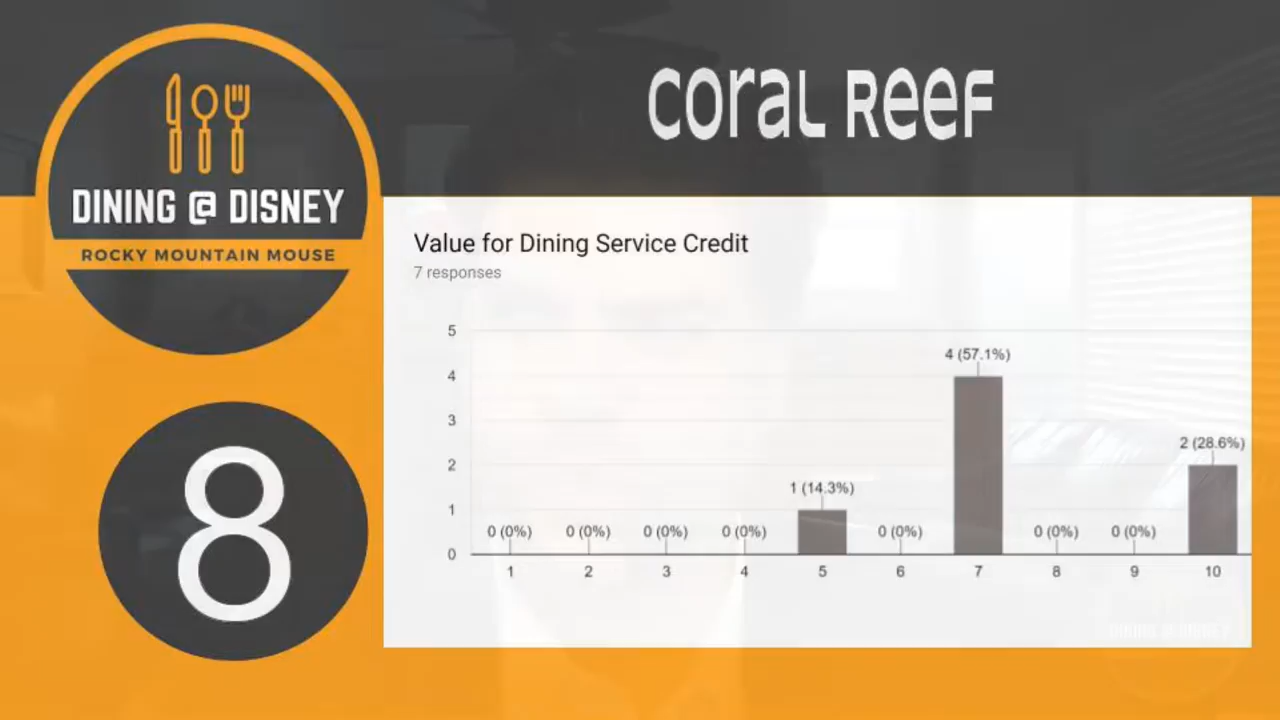 coral reef
DINING @ DISNEY
ROCKY MOUNTAIN MOUSE
8
Value for Dining Service Credit
7 responses
5
4
3
2
1
0
0 (0%) 0 (0%) 0 (0%) 0 (0%) 1 (14.3%) 0 (0%) 4 (57.1%) 0 (0%) 0 (0%) 2 (28.6%)
1 2 3 4 5 6 7 8 9 10
DINING @ DISNEY